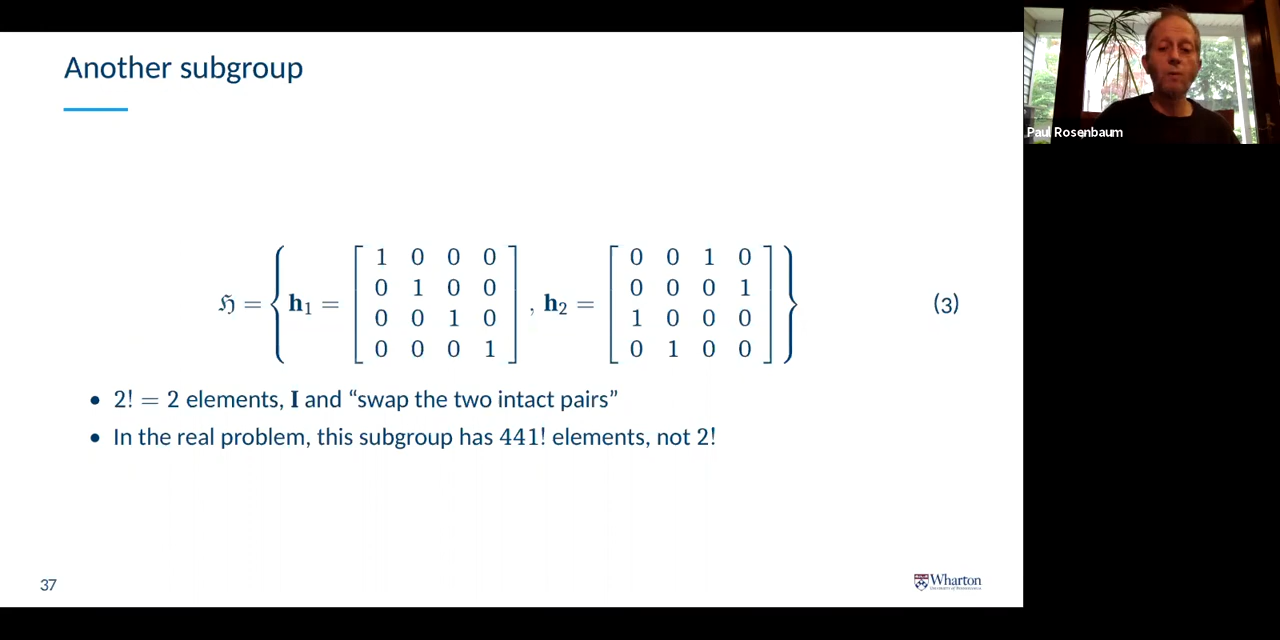 Another subgroup
Paul Rosenbaum
ℌ = { h₁ = [ 1 0 0 0
0 1 0 0
0 0 1 0
0 0 0 1 ] , h₂ = [ 0 0 1 0
0 0 0 1
1 0 0 0
0 1 0 0 ] } (3)
• 2! = 2 elements, I and “swap the two intact pairs”
• In the real problem, this subgroup has 441! elements, not 2!
37
Wharton